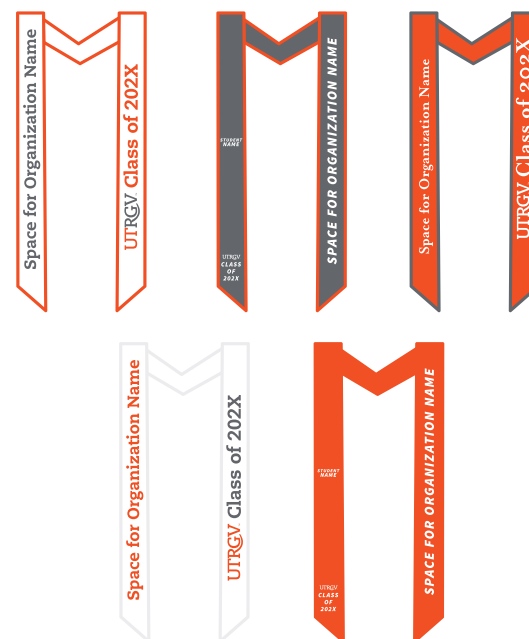 Space for Organization Name
UTRGV Class of 202X
STUDENT
NAME
UTRGV
CLASS
OF
202X
SPACE FOR ORGANIZATION NAME
Space for Organization Name
UTRGV Class of 202X
Space for Organization Name
UTRGV Class of 202X
STUDENT
NAME
UTRGV
CLASS
OF
202X
SPACE FOR ORGANIZATION NAME